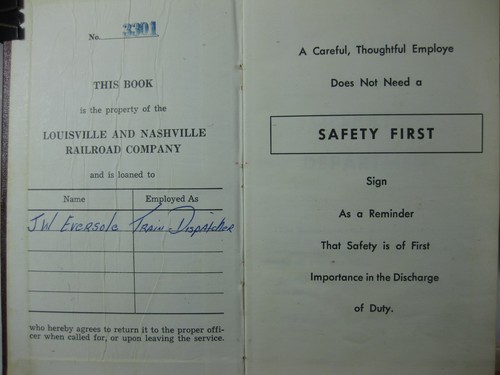 No. 3301
THIS BOOK
is the property of the
LOUISVILLE AND NASHVILLE
RAILROAD COMPANY
and is loaned to
Name Employed As
JW Eversole Train-Dispatcher
who hereby agrees to return it to the proper offi-
cer when called for, or upon leaving the service.
A Careful, Thoughtful Employe
Does Not Need a
SAFETY FIRST
Sign
As a Reminder
That Safety is of First
Importance in the Discharge
of Duty.